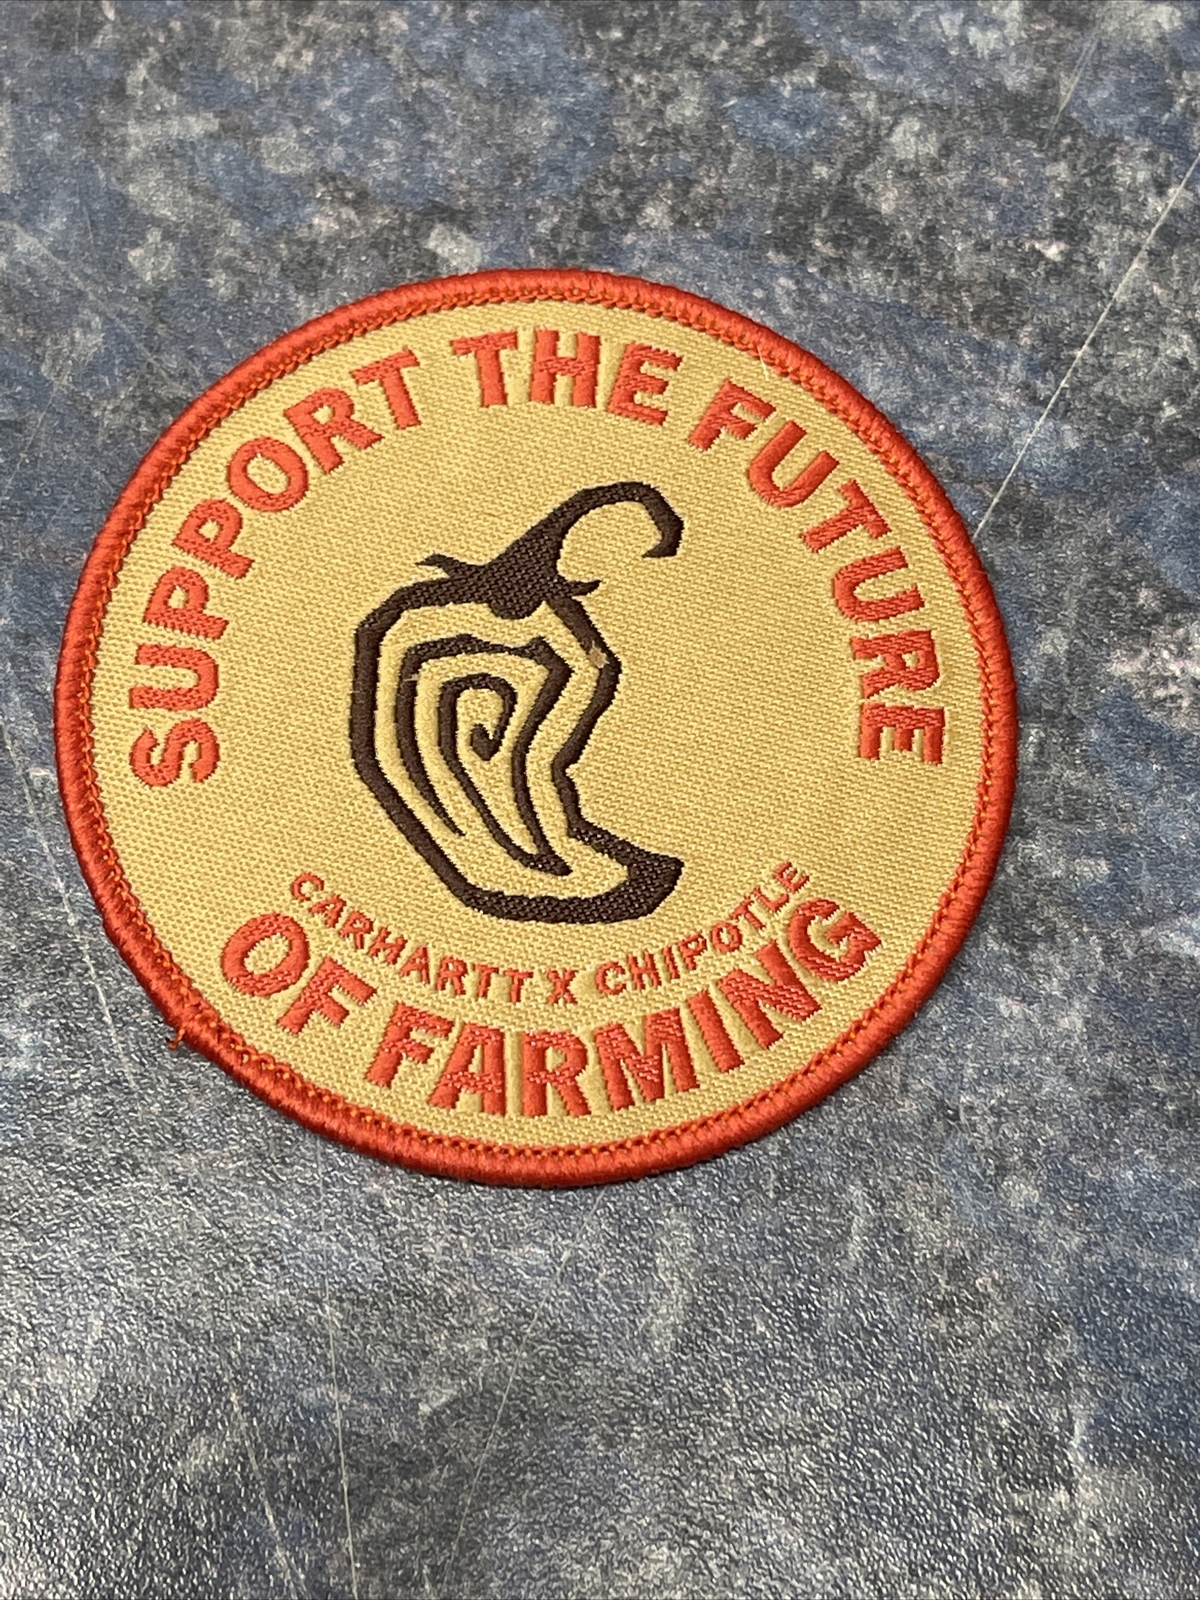 SUPPORT THE FUTURE
CARHARTT X CHIPOTLE
OF FARMING